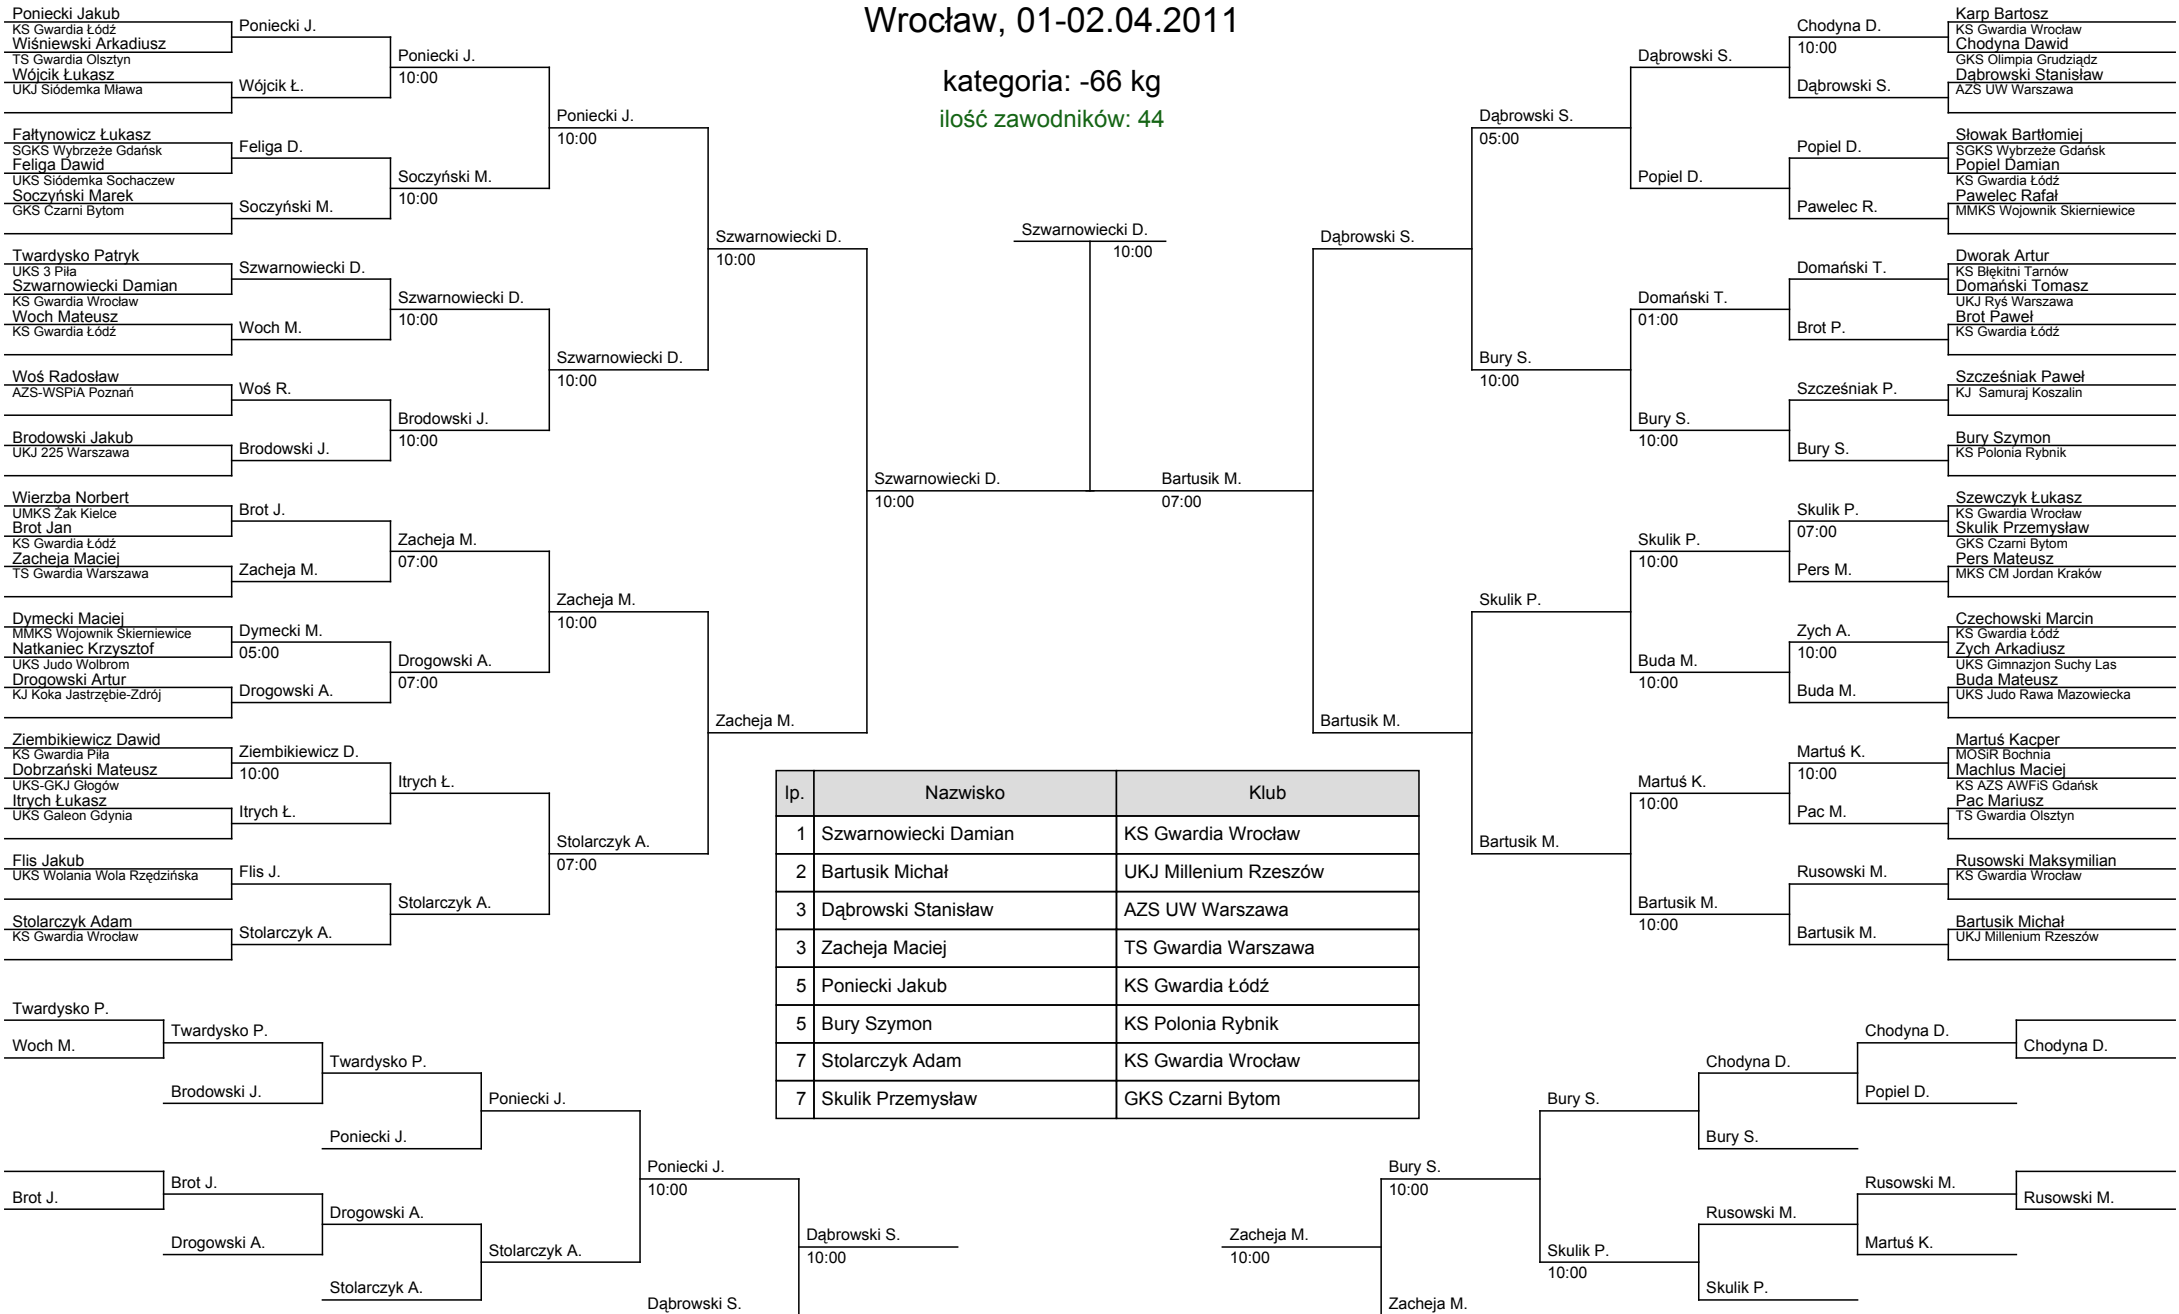 Wrocław, 01-02.04.2011
kategoria: -66 kg
ilość zawodników: 44
Poniecki Jakub
KS Gwardia Łódź
Wiśniewski Arkadiusz
TS Gwardia Olsztyn
Wójcik Łukasz
UKJ Siódemka Mława
Fałtynowicz Łukasz
SGKS Wybrzeże Gdańsk
Feliga Dawid
UKS Siódemka Sochaczew
Soczyński Marek
GKS Czarni Bytom
Twardysko Patryk
UKS 3 Piła
Szwarnowiecki Damian
KS Gwardia Wrocław
Woch Mateusz
KS Gwardia Łódź
Woś Radosław
AZS-WSPiA Poznań
Brodowski Jakub
UKJ 225 Warszawa
Wierzba Norbert
UMKS Żak Kielce
Brot Jan
KS Gwardia Łódź
Zacheja Maciej
TS Gwardia Warszawa
Dymecki Maciej
MMKS Wojownik Skierniewice
Natkaniec Krzysztof
UKS Judo Wolbrom
Drogowski Artur
KJ Koka Jastrzębie-Zdrój
Ziembikiewicz Dawid
KS Gwardia Piła
Dobrzański Mateusz
UKS-GKJ Głogów
Itrych Łukasz
UKS Galeon Gdynia
Flis Jakub
UKS Wolania Wola Rzędzińska
Stolarczyk Adam
KS Gwardia Wrocław
Poniecki J.
Wójcik Ł.
Feliga D.
Soczyński M.
Szwarnowiecki D.
Woch M.
Woś R.
Brodowski J.
Brot J.
Zacheja M.
Dymecki M.
05:00
Drogowski A.
Ziembikiewicz D.
10:00
Itrych Ł.
Flis J.
Stolarczyk A.
Poniecki J.
10:00
Soczyński M.
10:00
Szwarnowiecki D.
10:00
Brodowski J.
10:00
Zacheja M.
07:00
Drogowski A.
07:00
Itrych Ł.
Stolarczyk A.
Poniecki J.
10:00
Szwarnowiecki D.
10:00
Zacheja M.
10:00
Stolarczyk A.
07:00
Szwarnowiecki D.
10:00
Zacheja M.
Szwarnowiecki D.
10:00
Szwarnowiecki D.
10:00
Bartusik M.
07:00
Dąbrowski S.
Bartusik M.
Dąbrowski S.
05:00
Bury S.
10:00
Skulik P.
Bartusik M.
Dąbrowski S.
Popiel D.
Domański T.
01:00
Bury S.
10:00
Skulik P.
10:00
Buda M.
10:00
Martuś K.
10:00
Bartusik M.
10:00
Chodyna D.
10:00
Dąbrowski S.
Popiel D.
Pawelec R.
Domański T.
Brot P.
Szcześniak P.
Bury S.
Skulik P.
07:00
Pers M.
Zych A.
10:00
Buda M.
Martuś K.
10:00
Pac M.
Rusowski M.
Bartusik M.
Karp Bartosz
KS Gwardia Wrocław
Chodyna Dawid
GKS Olimpia Grudziądz
Dąbrowski Stanisław
AZS UW Warszawa
Słowak Bartłomiej
SGKS Wybrzeże Gdańsk
Popiel Damian
KS Gwardia Łódź
Pawelec Rafał
MMKS Wojownik Skierniewice
Dworak Artur
KS Błękitni Tarnów
Domański Tomasz
UKJ Ryś Warszawa
Brot Paweł
KS Gwardia Łódź
Szcześniak Paweł
KJ Samuraj Koszalin
Bury Szymon
KS Polonia Rybnik
Szewczyk Łukasz
KS Gwardia Wrocław
Skulik Przemysław
GKS Czarni Bytom
Pers Mateusz
MKS CM Jordan Kraków
Czechowski Marcin
KS Gwardia Łódź
Zych Arkadiusz
UKS Gimnazjon Suchy Las
Buda Mateusz
UKS Judo Rawa Mazowiecka
Martuś Kacper
MOSiR Bochnia
Machlus Maciej
KS AZS AWFiS Gdańsk
Pac Mariusz
TS Gwardia Olsztyn
Rusowski Maksymilian
KS Gwardia Wrocław
Bartusik Michał
UKJ Millenium Rzeszów
lp. Nazwisko Klub
1 Szwarnowiecki Damian KS Gwardia Wrocław
2 Bartusik Michał UKJ Millenium Rzeszów
3 Dąbrowski Stanisław AZS UW Warszawa
3 Zacheja Maciej TS Gwardia Warszawa
5 Poniecki Jakub KS Gwardia Łódź
5 Bury Szymon KS Polonia Rybnik
7 Stolarczyk Adam KS Gwardia Wrocław
7 Skulik Przemysław GKS Czarni Bytom
Twardysko P.
Woch M.
Brot J.
Twardysko P.
Brodowski J.
Brot J.
Drogowski A.
Twardysko P.
Poniecki J.
Drogowski A.
Stolarczyk A.
Poniecki J.
Stolarczyk A.
Poniecki J.
10:00
Dąbrowski S.
Dąbrowski S.
10:00
Zacheja M.
10:00
Bury S.
10:00
Zacheja M.
Bury S.
Skulik P.
10:00
Chodyna D.
Bury S.
Rusowski M.
Skulik P.
Chodyna D.
Popiel D.
Rusowski M.
Martuś K.
Chodyna D.
Rusowski M.